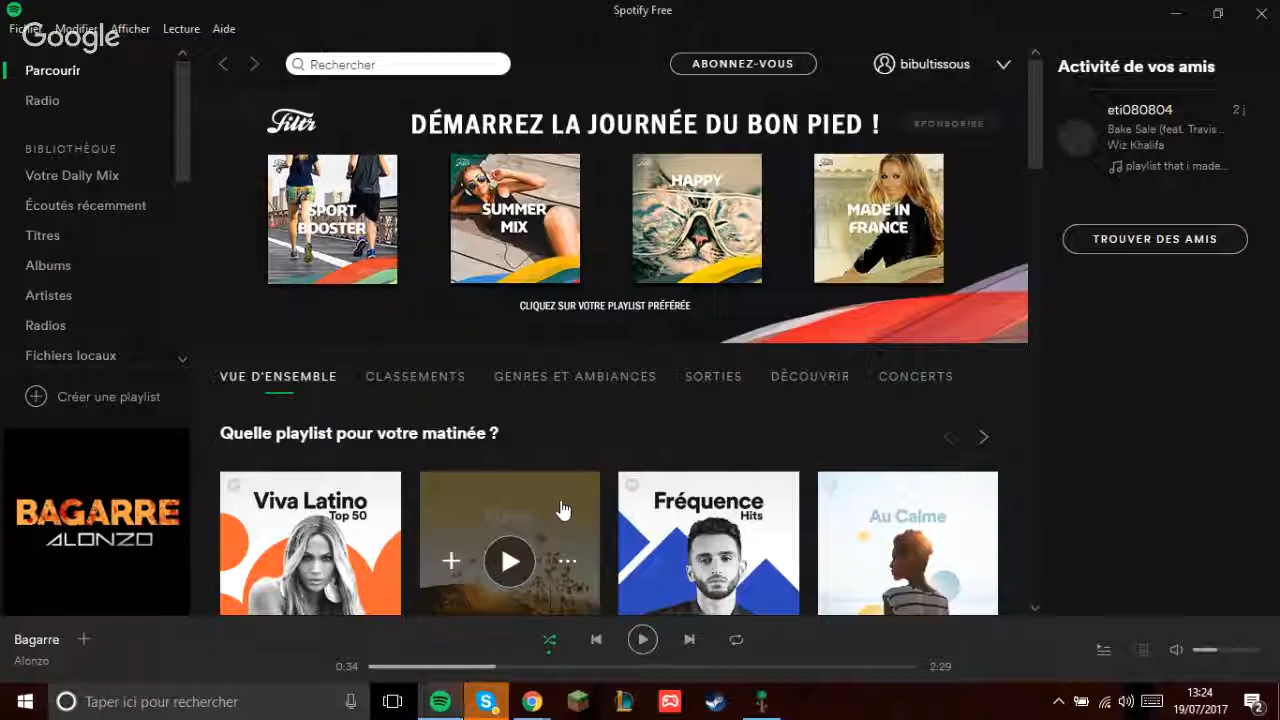 Spotify Free
Fichier Modifier Afficher Lecture Aide
Google
Parcourir
Radio
BIBLIOTHÈQUE
Votre Daily Mix
Écoutés récemment
Titres
Albums
Artistes
Radios
Fichiers locaux
Créer une playlist
BAGARRE
ALONZO
Rechercher
ABONNEZ-VOUS
bibultissous
Filtr
DÉMARREZ LA JOURNÉE DU BON PIED !
SPONSORISÉ
SPORT
BOOSTER
SUMMER
MIX
HAPPY
MADE IN
FRANCE
CLIQUEZ SUR VOTRE PLAYLIST PRÉFÉRÉE
VUE D'ENSEMBLE CLASSEMENTS GENRES ET AMBIANCES SORTIES DÉCOUVRIR CONCERTS
Quelle playlist pour votre matinée ?
Viva Latino
Top 50
Fréquence
Hits
Au Calme
Activité de vos amis
eti080804 2 j
Bake Sale (feat. Travis ..
Wiz Khalifa
playlist that i made...
TROUVER DES AMIS
Bagarre
Alonzo
0:34
2:29
Taper ici pour rechercher
13:24
19/07/2017
2